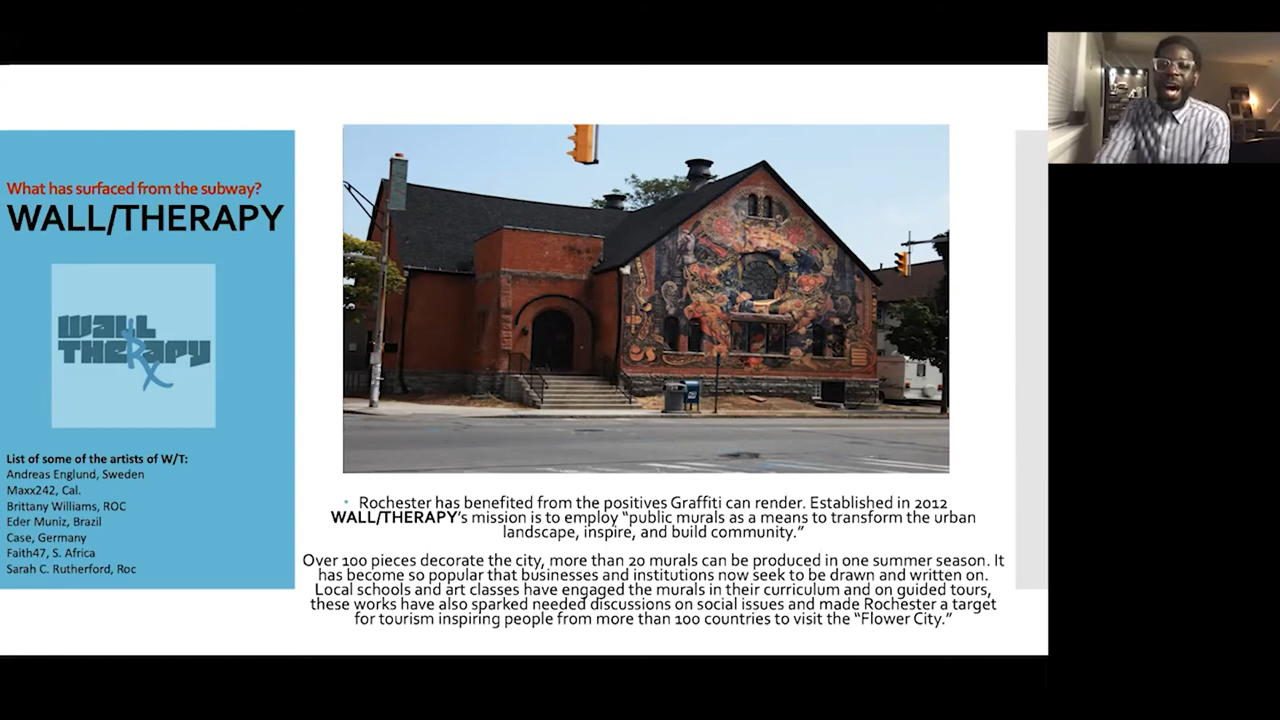 What has surfaced from the subway?
WALL/THERAPY
WALL
THERAPY
List of some of the artists of W/T:
Andreas Englund, Sweden
Maxx242, Cal.
Brittany Williams, ROC
Eder Muniz, Brazil
Case, Germany
Faith47, S. Africa
Sarah C. Rutherford, Roc
• Rochester has benefited from the positives Graffiti can render. Established in 2012
WALL/THERAPY's mission is to employ “public murals as a means to transform the urban
landscape, inspire, and build community.”
Over 100 pieces decorate the city, more than 20 murals can be produced in one summer season. It
has become so popular that businesses and institutions now seek to be drawn and written on.
Local schools and art classes have engaged the murals in their curriculum and on guided tours,
these works have also sparked needed discussions on social issues and made Rochester a target
for tourism inspiring people from more than 100 countries to visit the “Flower City.”